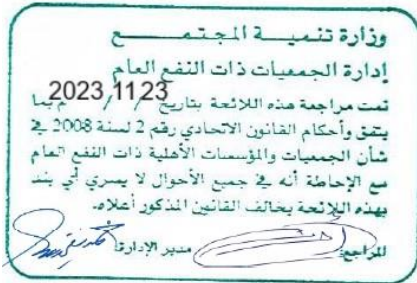 وزارة تنمية المجتمع
إدارة الجمعيات ذات النفع العام
تمت مراجعة هذه اللائحة بتاريخ 2023 / 11 / 23 م بما
يتفق وأحكام القانون الاتحادي رقم 2 لسنة 2008 في
شأن الجمعيات والمؤسسات الأهلية ذات النفع العام
مع الإحاطة أنه في جميع الأحوال لا يسري أي بند
بهذه اللائحة يخالف القانون المذكور أعلاه.
المراجع: مدير الإدارة: